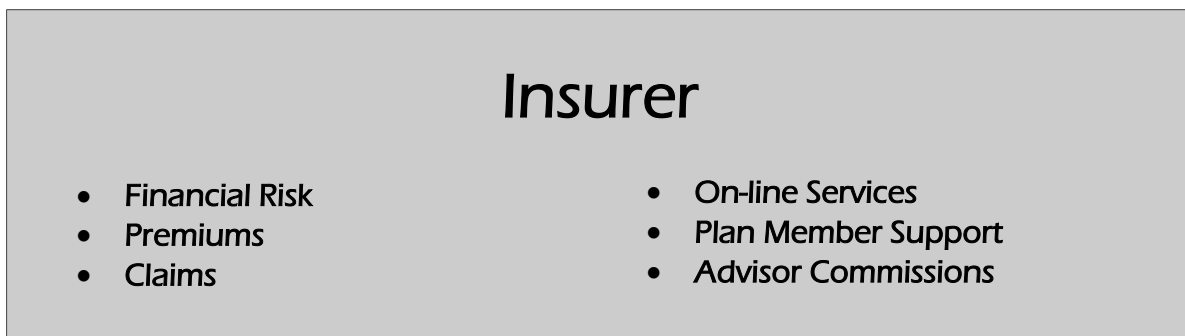 Insurer
• Financial Risk
• Premiums
• Claims
• On-line Services
• Plan Member Support
• Advisor Commissions